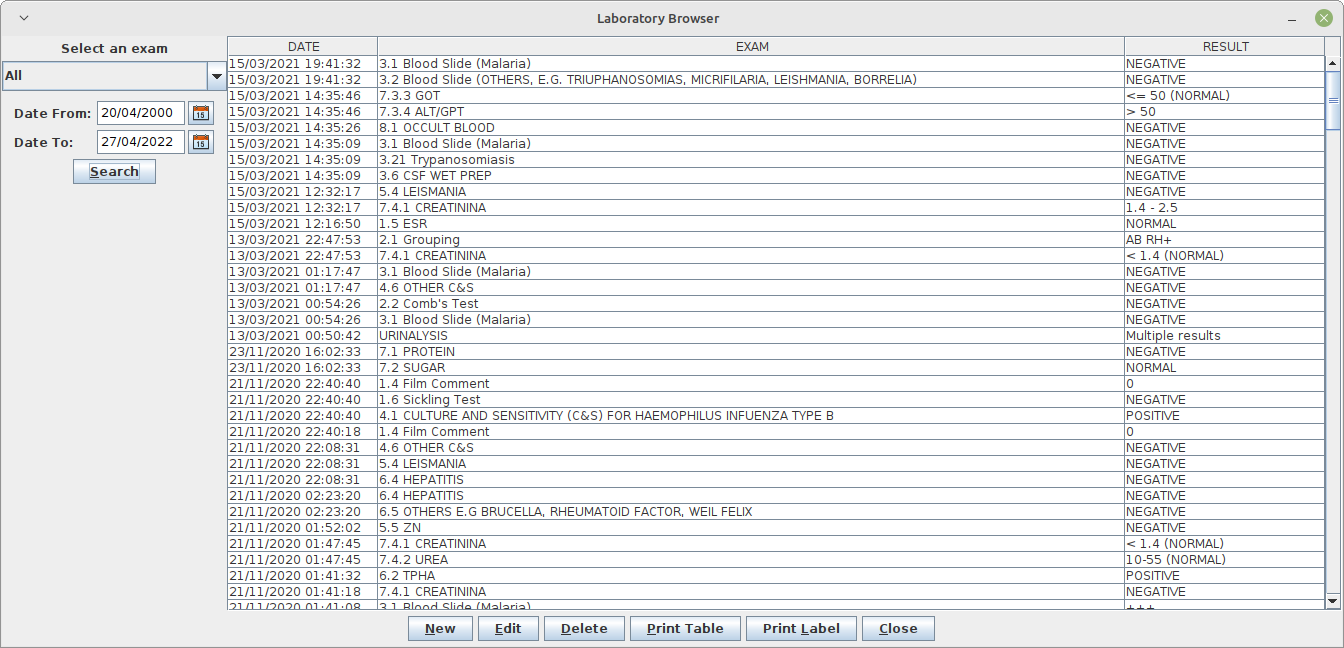 Laboratory Browser
Select an exam
All
Date From: 20/04/2000 15
Date To: 27/04/2022 15
Search
DATE EXAM RESULT
15/03/2021 19:41:32 3.1 Blood Slide (Malaria) NEGATIVE
15/03/2021 19:41:32 3.2 Blood Slide (OTHERS, E.G. TRIUPHANOSOMIAS, MICRIFILARIA, LEISHMANIA, BORRELIA) NEGATIVE
15/03/2021 14:35:46 7.3.3 GOT <= 50 (NORMAL)
15/03/2021 14:35:46 7.3.4 ALT/GPT > 50
15/03/2021 14:35:26 8.1 OCCULT BLOOD NEGATIVE
15/03/2021 14:35:09 3.1 Blood Slide (Malaria) NEGATIVE
15/03/2021 14:35:09 3.21 Trypanosomiasis NEGATIVE
15/03/2021 14:35:09 3.6 CSF WET PREP NEGATIVE
15/03/2021 12:32:17 5.4 LEISMANIA NEGATIVE
15/03/2021 12:32:17 7.4.1 CREATININA 1.4 - 2.5
15/03/2021 12:16:50 1.5 ESR NORMAL
13/03/2021 22:47:53 2.1 Grouping AB RH+
13/03/2021 22:47:53 7.4.1 CREATININA < 1.4 (NORMAL)
13/03/2021 01:17:47 3.1 Blood Slide (Malaria) NEGATIVE
13/03/2021 01:17:47 4.6 OTHER C&S NEGATIVE
13/03/2021 00:54:26 2.2 Comb's Test NEGATIVE
13/03/2021 00:54:26 3.1 Blood Slide (Malaria) NEGATIVE
13/03/2021 00:50:42 URINALYSIS Multiple results
23/11/2020 16:02:33 7.1 PROTEIN NEGATIVE
23/11/2020 16:02:33 7.2 SUGAR NORMAL
21/11/2020 22:40:40 1.4 Film Comment 0
21/11/2020 22:40:40 1.6 Sickling Test NEGATIVE
21/11/2020 22:40:40 4.1 CULTURE AND SENSITIVITY (C&S) FOR HAEMOPHILUS INFUENZA TYPE B POSITIVE
21/11/2020 22:40:18 1.4 Film Comment 0
21/11/2020 22:08:31 4.6 OTHER C&S NEGATIVE
21/11/2020 22:08:31 5.4 LEISMANIA NEGATIVE
21/11/2020 22:08:31 6.4 HEPATITIS NEGATIVE
21/11/2020 02:23:20 6.4 HEPATITIS NEGATIVE
21/11/2020 02:23:20 6.5 OTHERS E.G BRUCELLA, RHEUMATOID FACTOR, WEIL FELIX NEGATIVE
21/11/2020 01:52:02 5.5 ZN NEGATIVE
21/11/2020 01:47:45 7.4.1 CREATININA < 1.4 (NORMAL)
21/11/2020 01:47:45 7.4.2 UREA 10-55 (NORMAL)
21/11/2020 01:41:32 6.2 TPHA POSITIVE
21/11/2020 01:41:18 7.4.1 CREATININA NEGATIVE
21/11/2020 01:41:08 3.1 Blood Slide (Malaria) +++
New Edit Delete Print Table Print Label Close